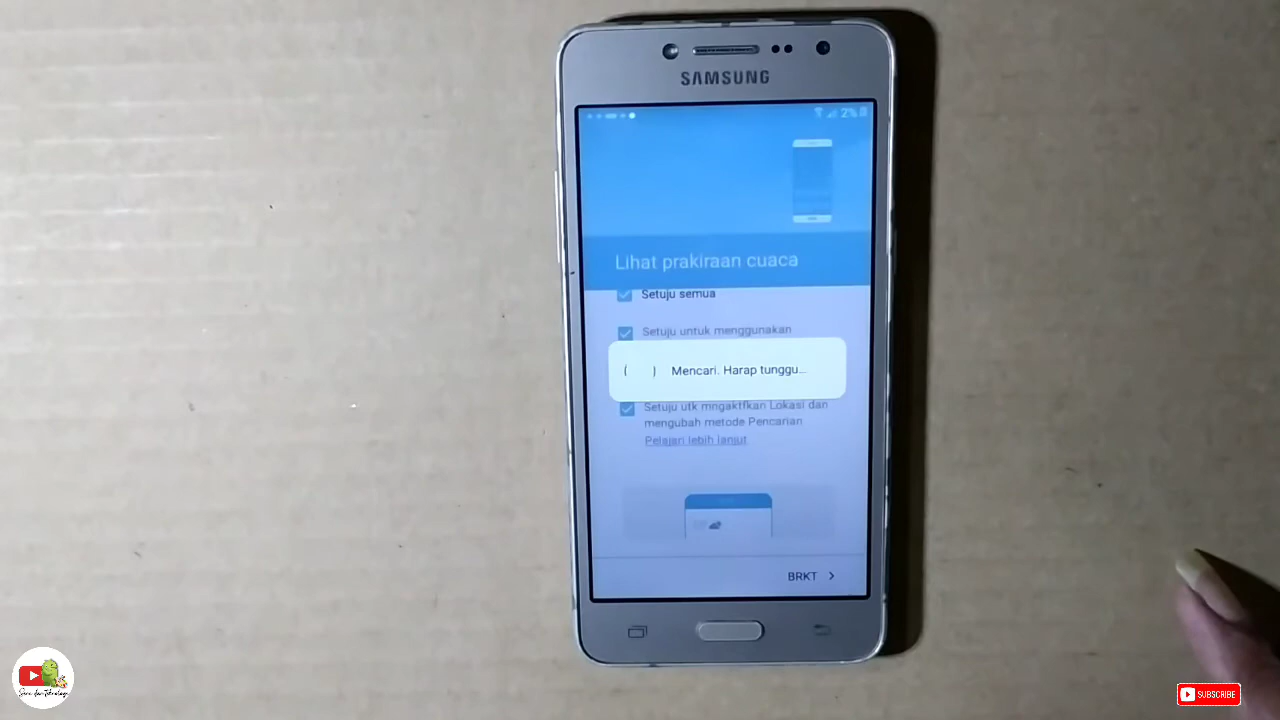 SAMSUNG
2%
Lihat prakiraan cuaca
Setuju semua
Setuju untuk menggunakan
Mencari. Harap tunggu...
Setuju utk mngaktfkan Lokasi dan
mengubah metode Pencarian
Pelajari lebih lanjut
BRKT
SUBSCRIBE